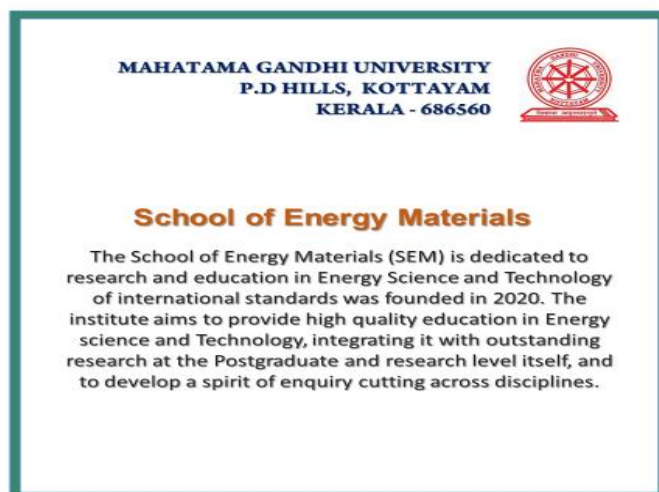 MAHATAMA GANDHI UNIVERSITY
P.D HILLS, KOTTAYAM
KERALA - 686560
School of Energy Materials
The School of Energy Materials (SEM) is dedicated to
research and education in Energy Science and Technology
of international standards was founded in 2020. The
institute aims to provide high quality education in Energy
science and Technology, integrating it with outstanding
research at the Postgraduate and research level itself, and
to develop a spirit of enquiry cutting across disciplines.